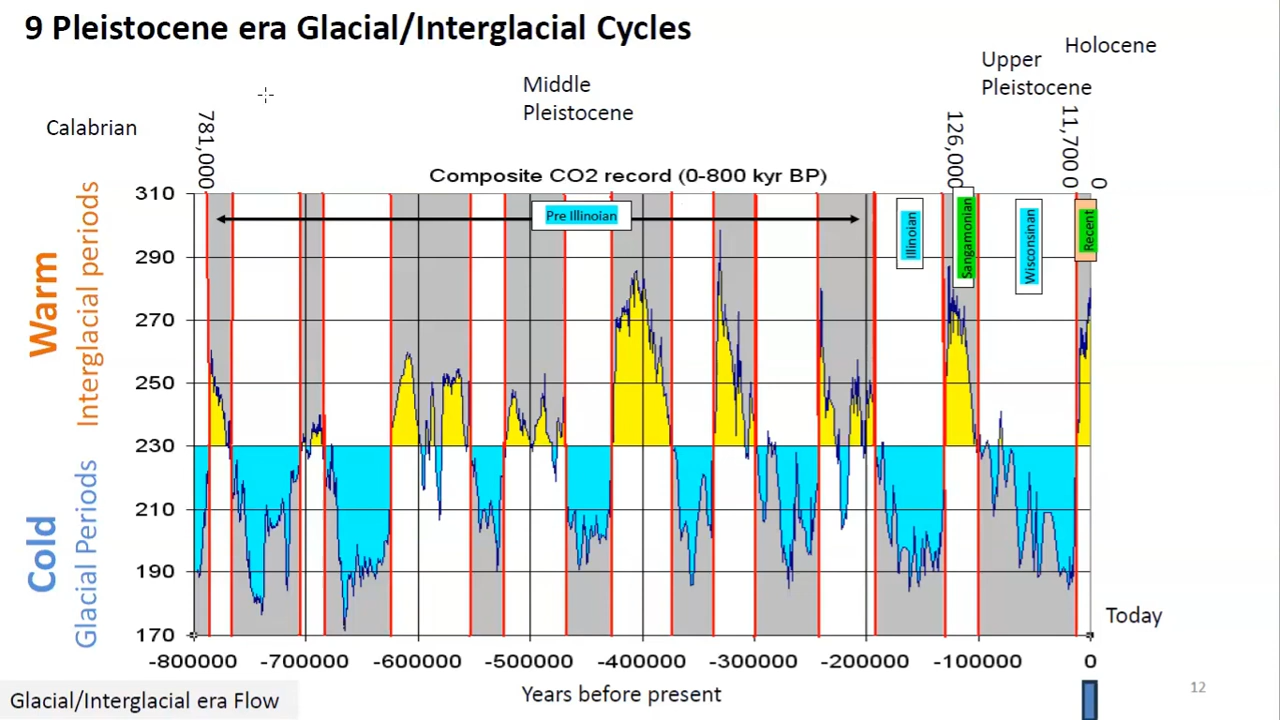 9 Pleistocene era Glacial/Interglacial Cycles
Holocene
Upper
Pleistocene
Middle
Pleistocene
Calabrian
781,000
126,000
11,700 0
0
Composite CO2 record (0-800 kyr BP)
310
290
270
250
230
210
190
170
Warm
Interglacial periods
Cold
Glacial Periods
Pre Illinoian
Illinoian
Sangamonian
Wisconsinan
Recent
Today
-800000 -700000 -600000 -500000 -400000 -300000 -200000 -100000 0
Years before present
Glacial/Interglacial era Flow
12